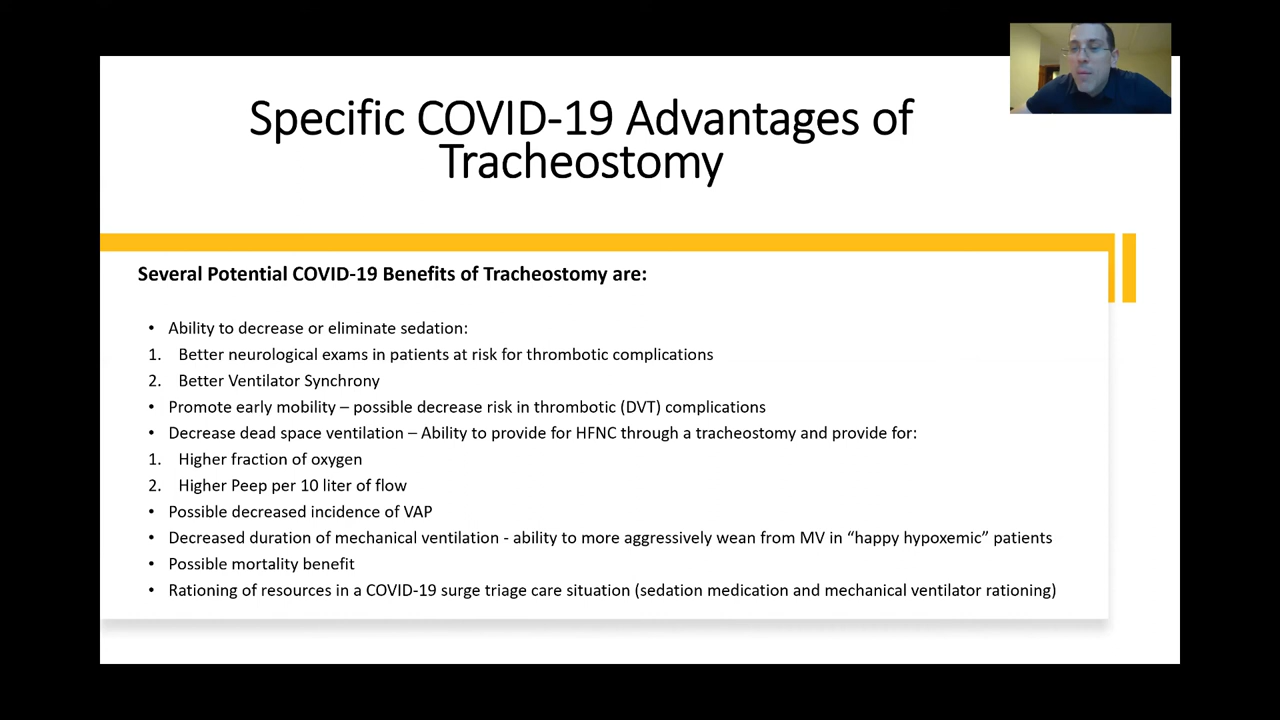 Specific COVID-19 Advantages of
Tracheostomy
Several Potential COVID-19 Benefits of Tracheostomy are:
• Ability to decrease or eliminate sedation:
1. Better neurological exams in patients at risk for thrombotic complications
2. Better Ventilator Synchrony
• Promote early mobility – possible decrease risk in thrombotic (DVT) complications
• Decrease dead space ventilation – Ability to provide for HFNC through a tracheostomy and provide for:
1. Higher fraction of oxygen
2. Higher Peep per 10 liter of flow
• Possible decreased incidence of VAP
• Decreased duration of mechanical ventilation - ability to more aggressively wean from MV in “happy hypoxemic” patients
• Possible mortality benefit
• Rationing of resources in a COVID-19 surge triage care situation (sedation medication and mechanical ventilator rationing)